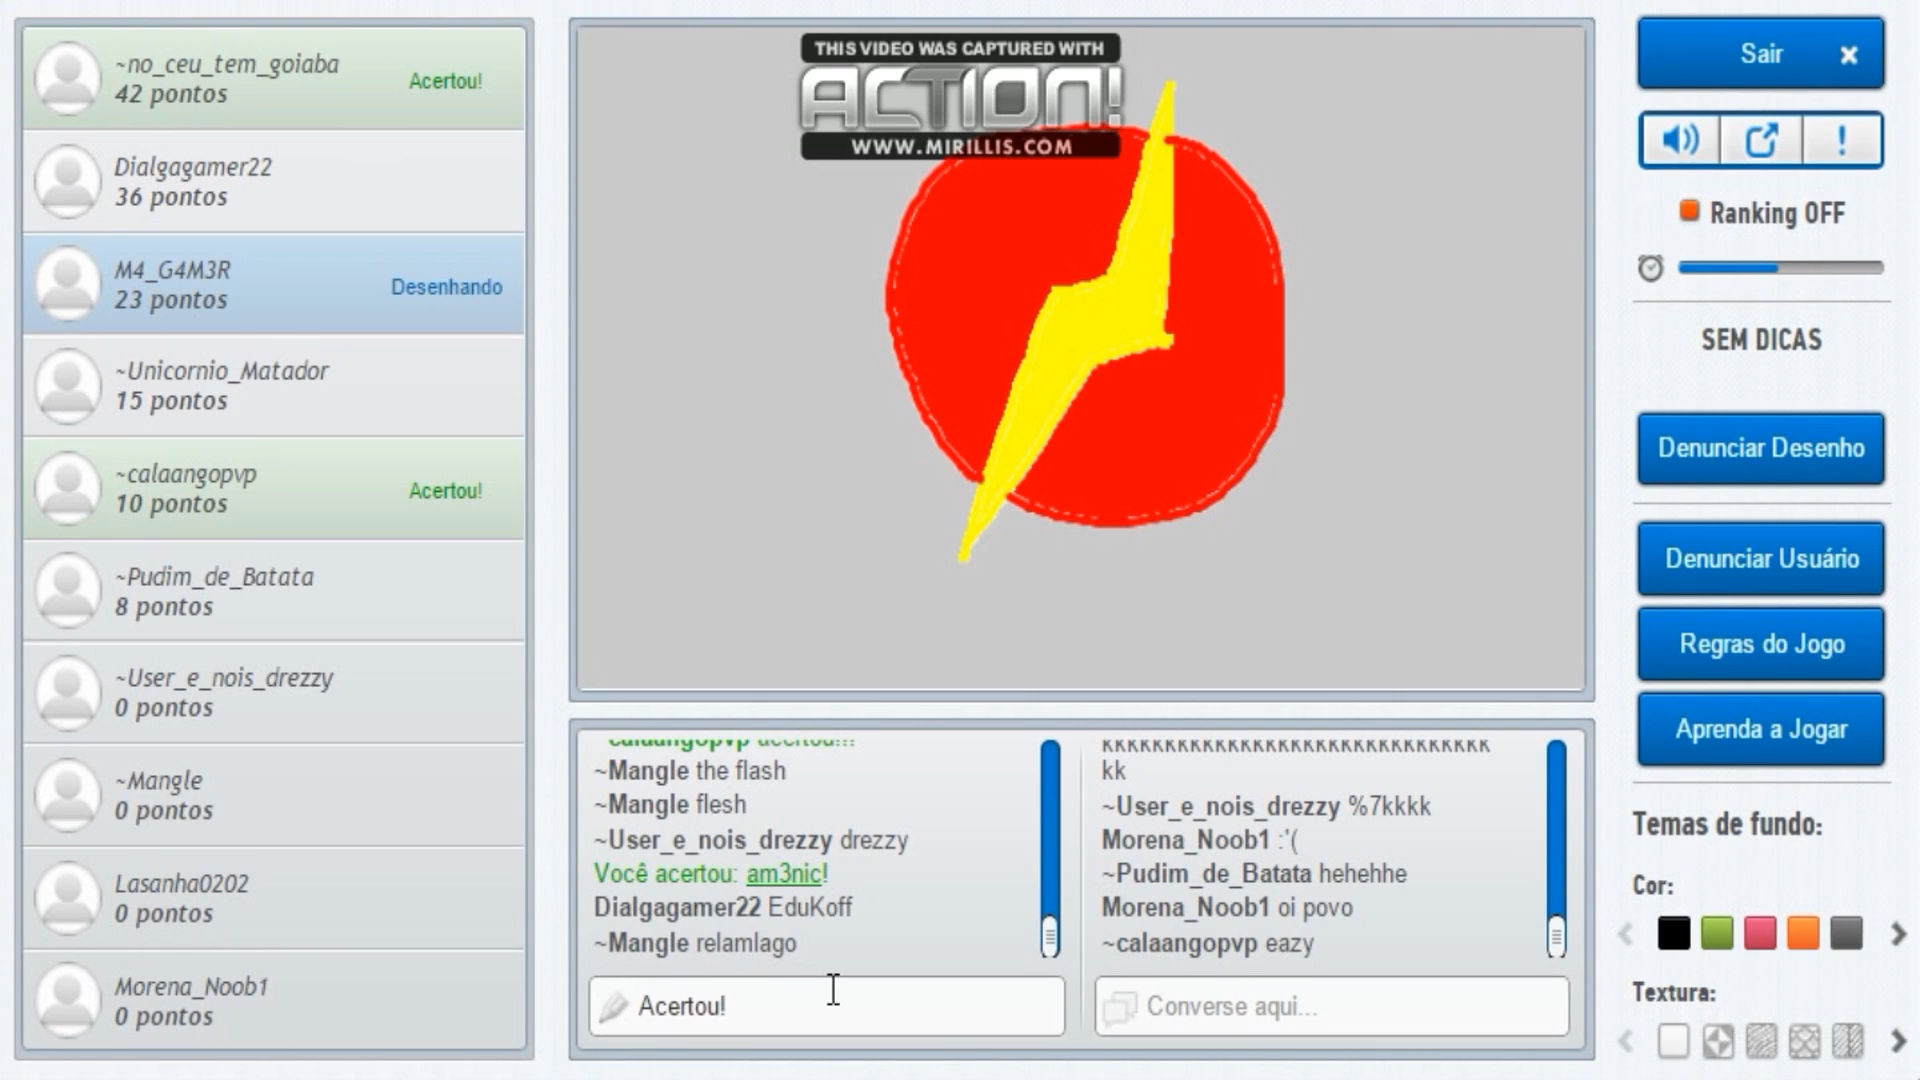 ~no_ceu_tem_goiaba
42 pontos
Acertou!
Dialgagamer22
36 pontos
M4_G4M3R
23 pontos
Desenhando
~Unicornio_Matador
15 pontos
~calaangopvp
10 pontos
Acertou!
~Pudim_de_Batata
8 pontos
~User_e_nois_drezzy
0 pontos
~Mangle
0 pontos
Lasanha0202
0 pontos
Morena_Noob1
0 pontos
THIS VIDEO WAS CAPTURED WITH
ACTION!
WWW.MIRILLIS.COM
calaangopvp acertou!!!
~Mangle the flash
~Mangle flesh
~User_e_nois_drezzy drezzy
Você acertou: am3nic!
Dialgagamer22 EduKoff
~Mangle relamlago
Acertou!
kkkkkkkkkkkkkkkkkkkkkkkkkkkkkkk
kk
~User_e_nois_drezzy %7kkkk
Morena_Noob1 :'(
~Pudim_de_Batata hehehhe
Morena_Noob1 oi povo
~calaangopvp eazy
Converse aqui...
Sair
Ranking OFF
SEM DICAS
Denunciar Desenho
Denunciar Usuário
Regras do Jogo
Aprenda a Jogar
Temas de fundo:
Cor:
Textura: